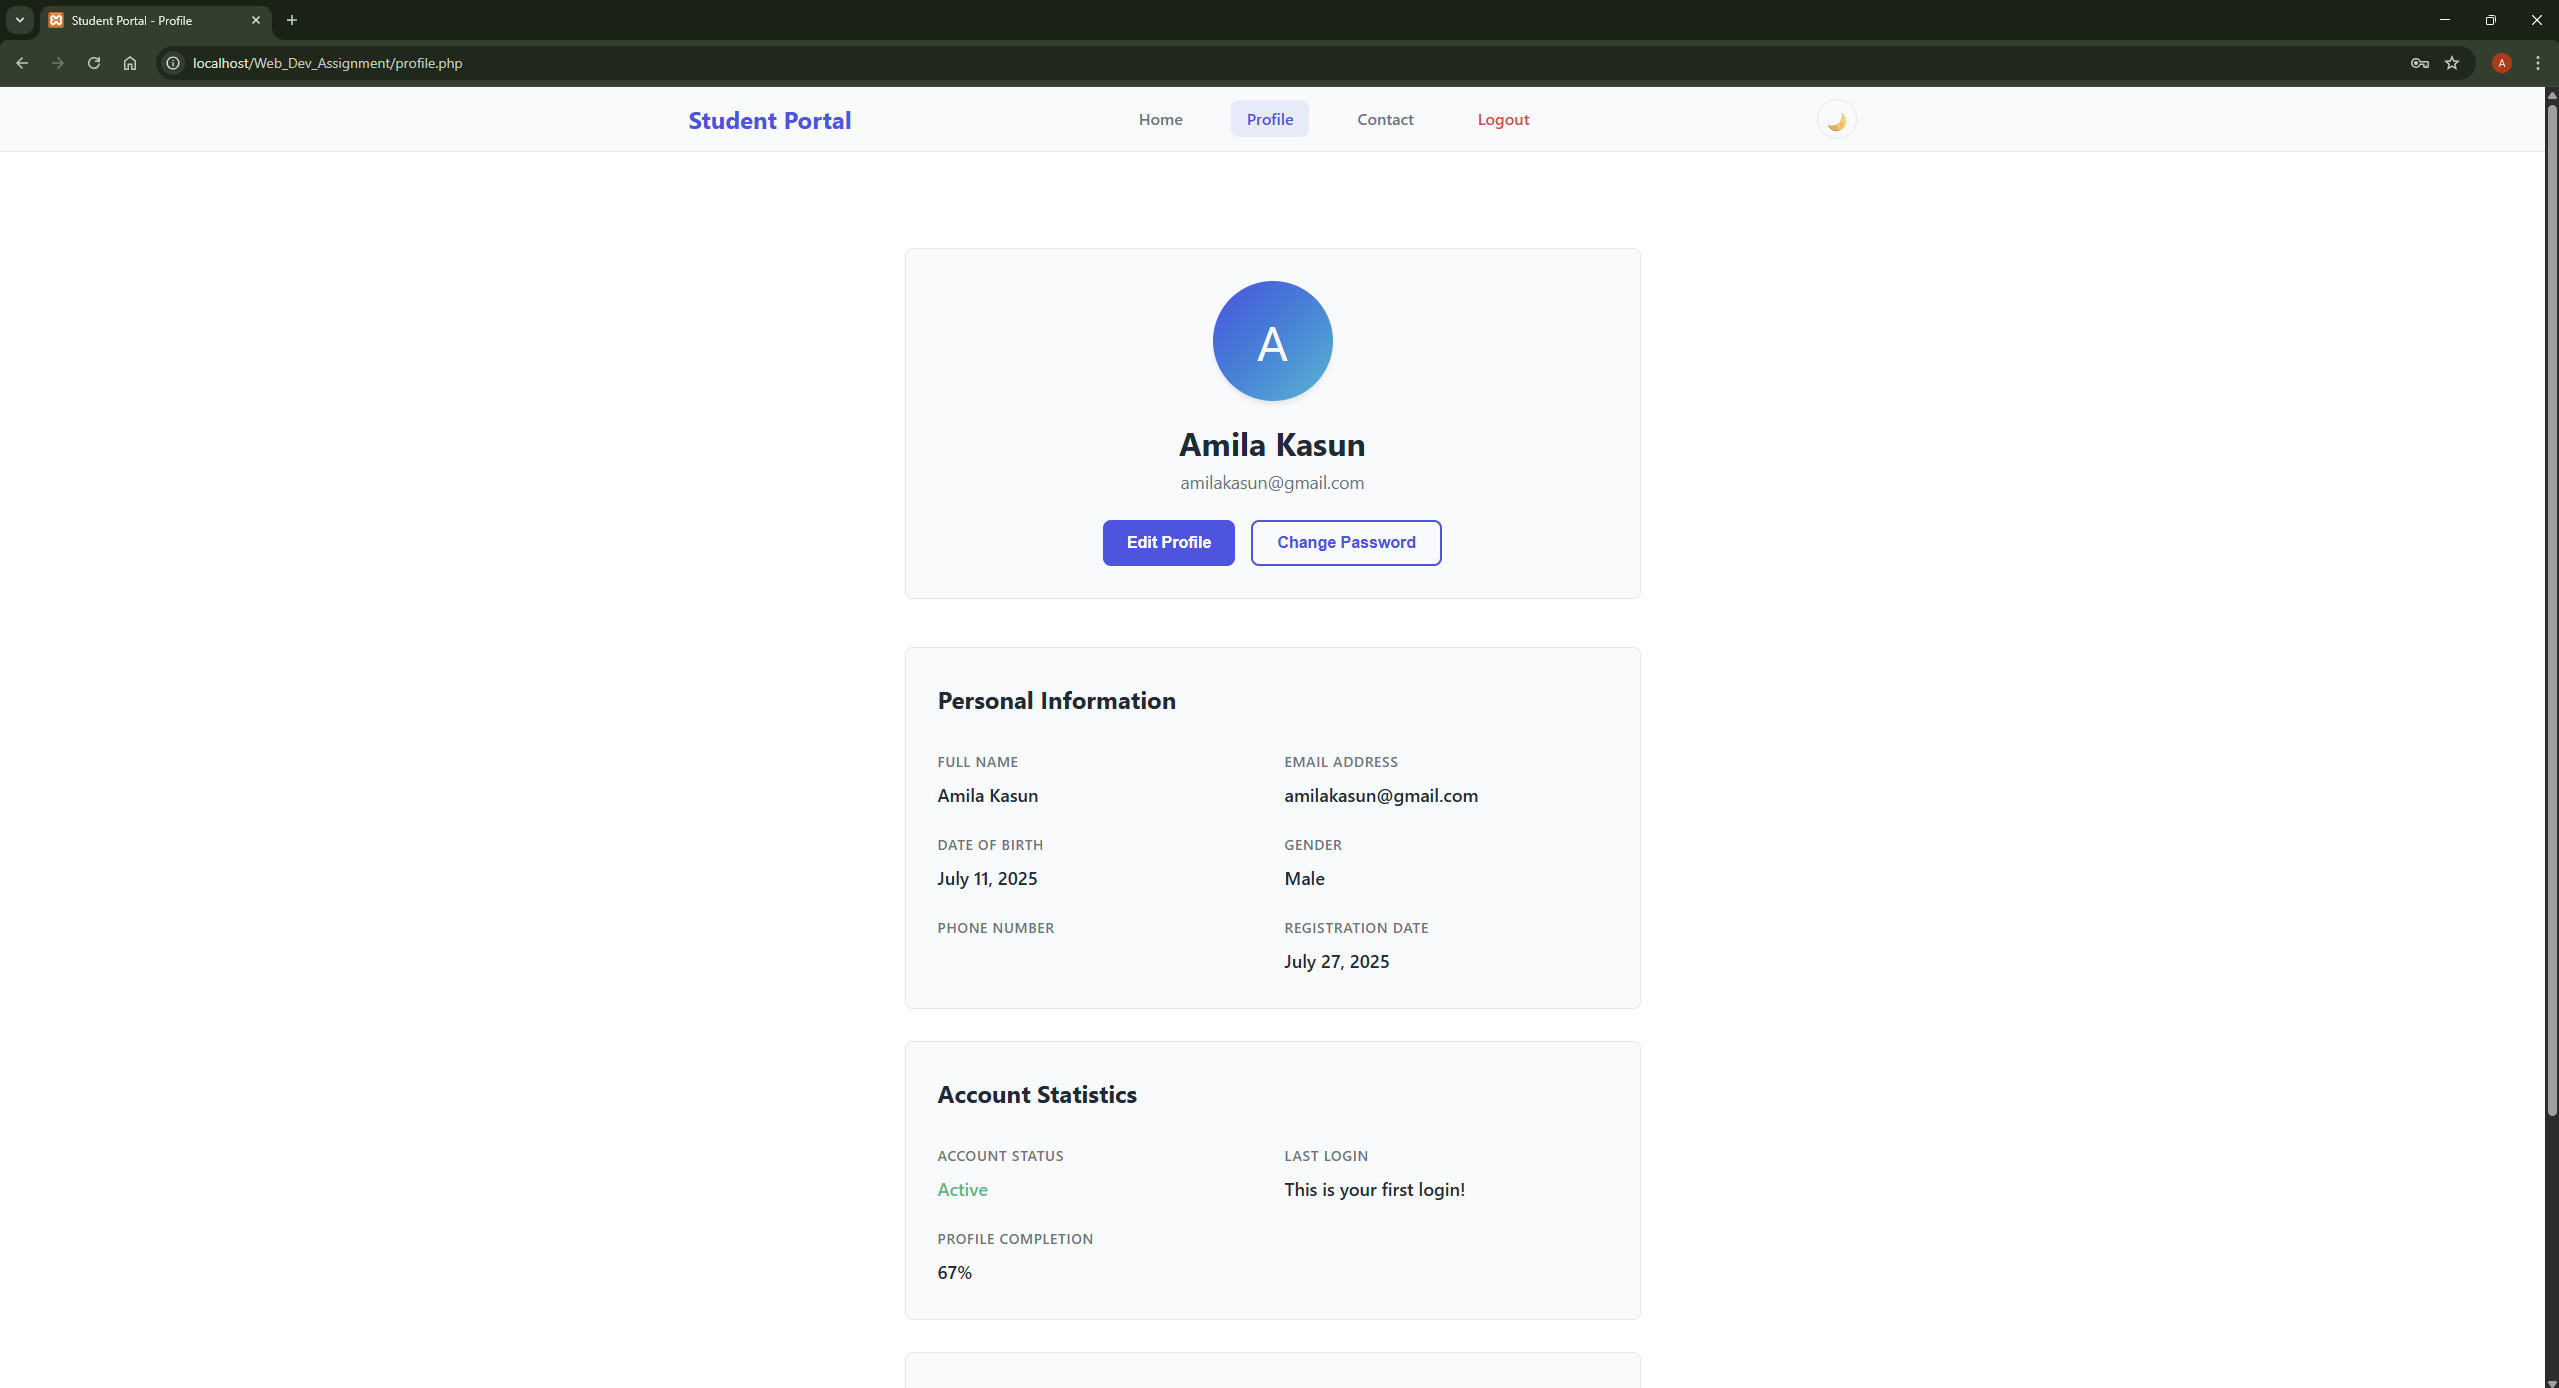 Student Portal - Profile
localhost/Web_Dev_Assignment/profile.php
A
Student Portal
Home
Profile
Contact
Logout
A
Amila Kasun
amilakasun@gmail.com
Edit Profile
Change Password
Personal Information
FULL NAME
EMAIL ADDRESS
Amila Kasun
amilakasun@gmail.com
DATE OF BIRTH
GENDER
July 11, 2025
Male
PHONE NUMBER
REGISTRATION DATE
July 27, 2025
Account Statistics
ACCOUNT STATUS
LAST LOGIN
Active
This is your first login!
PROFILE COMPLETION
67%